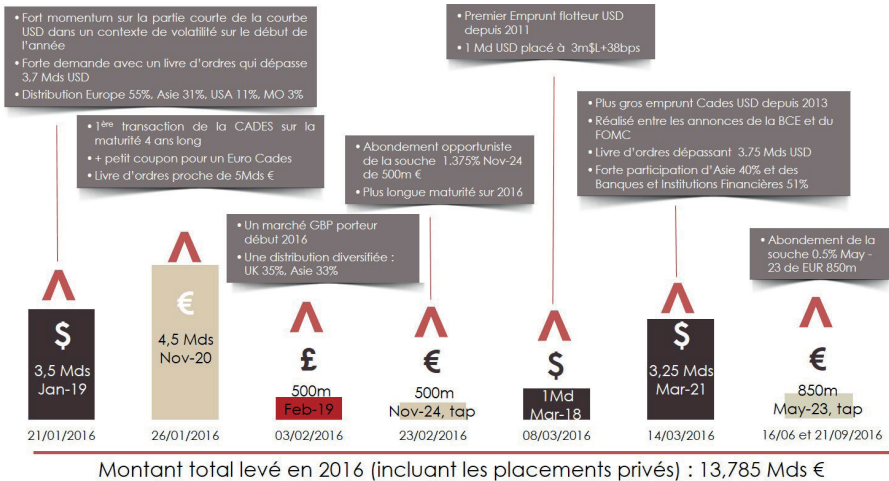 • Fort momentum sur la partie courte de la courbe
USD dans un contexte de volatilité sur le début de
l'année
• Forte demande avec un livre d'ordres qui dépasse
3,7 Mds USD
• Distribution Europe 55%, Asie 31%, USA 11%, MO 3%
• 1ère transaction de la CADES sur la
maturité 4 ans long
• + petit coupon pour un Euro Cades
• Livre d'ordres proche de 5Mds €
• Un marché GBP porteur
début 2016
• Une distribution diversifiée :
UK 35%, Asie 33%
• Abondement opportuniste
de la souche 1.375% Nov-24
de 500m €
• Plus longue maturité sur 2016
• Premier Emprunt flotteur USD
depuis 2011
• 1 Md USD placé à 3m$L+38bps
• Plus gros emprunt Cades USD depuis 2013
• Réalisé entre les annonces de la BCE et du
FOMC
• Livre d'ordres dépassant 3.75 Mds USD
• Forte participation d'Asie 40% et des
Banques et Institutions Financières 51%
• Abondement de la
souche 0.5% May -
23 de EUR 850m
$
3,5 Mds
Jan-19
21/01/2016
€
4,5 Mds
Nov-20
26/01/2016
£
500m
Feb-19
03/02/2016
€
500m
Nov-24, tap
23/02/2016
$
1Md
Mar-18
08/03/2016
$
3,25 Mds
Mar-21
14/03/2016
€
850m
May-23, tap
16/06 et 21/09/2016
Montant total levé en 2016 (incluant les placements privés) : 13,785 Mds €